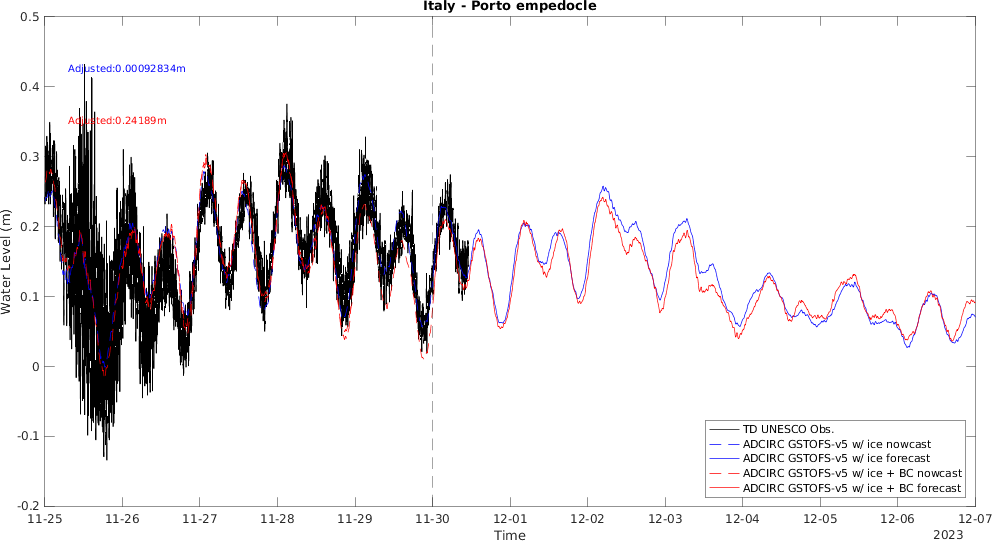 Italy - Porto empedocle
0.5
0.4
0.3
0.2
0.1
0
-0.1
-0.2
Water Level (m)
Adjusted:0.00092834m
Adjusted:0.24189m
TD UNESCO Obs.
ADCIRC GSTOFS-v5 w/ ice nowcast
ADCIRC GSTOFS-v5 w/ ice forecast
ADCIRC GSTOFS-v5 w/ ice + BC nowcast
ADCIRC GSTOFS-v5 w/ ice + BC forecast
11-25 11-26 11-27 11-28 11-29 11-30 12-01 12-02 12-03 12-04 12-05 12-06 12-07
Time
2023